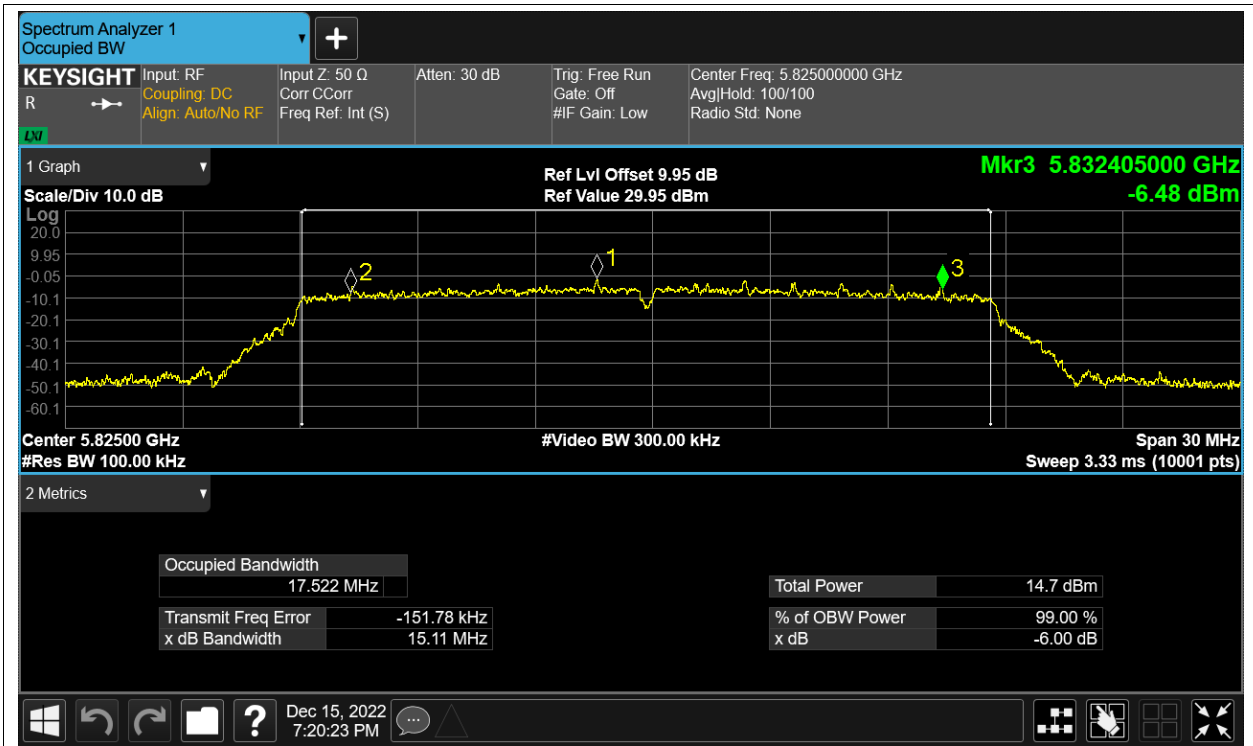 Spectrum Analyzer 1
Occupied BW
KEYSIGHT
R
LXI
Input: RF
Coupling: DC
Align: Auto/No RF
Input Z: 50 Ω
Corr CCorr
Freq Ref: Int (S)
Atten: 30 dB
Trig: Free Run
Gate: Off
#IF Gain: Low
Center Freq: 5.825000000 GHz
Avg|Hold: 100/100
Radio Std: None
1 Graph
Scale/Div 10.0 dB
Ref Lvl Offset 9.95 dB
Ref Value 29.95 dBm
Mkr3 5.832405000 GHz
-6.48 dBm
Log
20.0
9.95
-0.05
-10.1
-20.1
-30.1
-40.1
-50.1
-60.1
2
1
3
Center 5.82500 GHz
#Res BW 100.00 kHz
#Video BW 300.00 kHz
Span 30 MHz
Sweep 3.33 ms (10001 pts)
2 Metrics
Occupied Bandwidth
17.522 MHz
Transmit Freq Error -151.78 kHz
x dB Bandwidth 15.11 MHz
Total Power 14.7 dBm
% of OBW Power 99.00 %
x dB -6.00 dB
?
Dec 15, 2022
7:20:23 PM